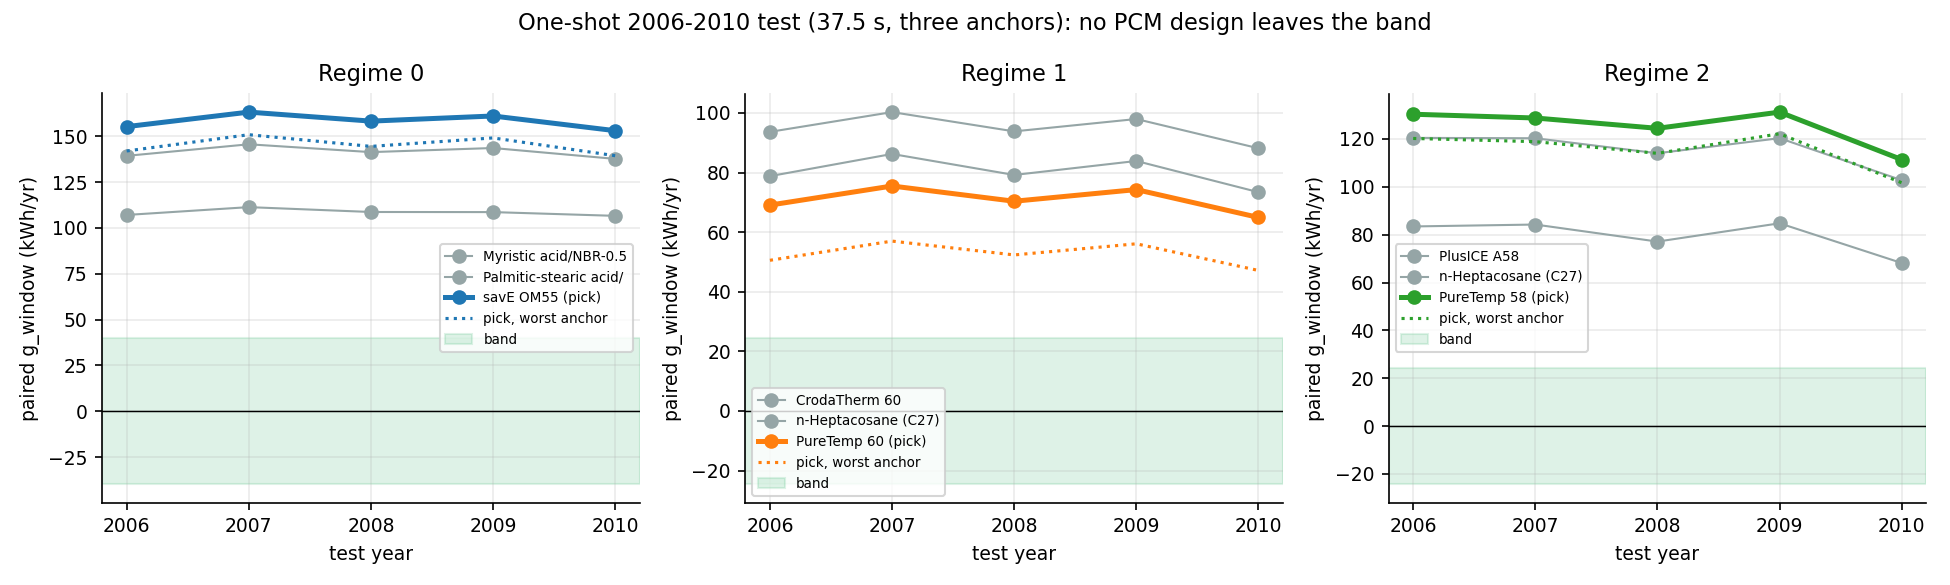 One-shot 2006-2010 test (37.5 s, three anchors): no PCM design leaves the band
Regime 0
paired g_window (kWh/yr)
150
125
100
75
50
25
0
−25
Myristic acid/NBR-0.5
Palmitic-stearic acid/
savE OM55 (pick)
pick, worst anchor
band
2006
2007
2008
2009
2010
test year
Regime 1
paired g_window (kWh/yr)
100
80
60
40
20
0
−20
CrodaTherm 60
n-Heptacosane (C27)
PureTemp 60 (pick)
pick, worst anchor
band
2006
2007
2008
2009
2010
test year
Regime 2
paired g_window (kWh/yr)
120
100
80
60
40
20
0
−20
PlusICE A58
n-Heptacosane (C27)
PureTemp 58 (pick)
pick, worst anchor
band
2006
2007
2008
2009
2010
test year